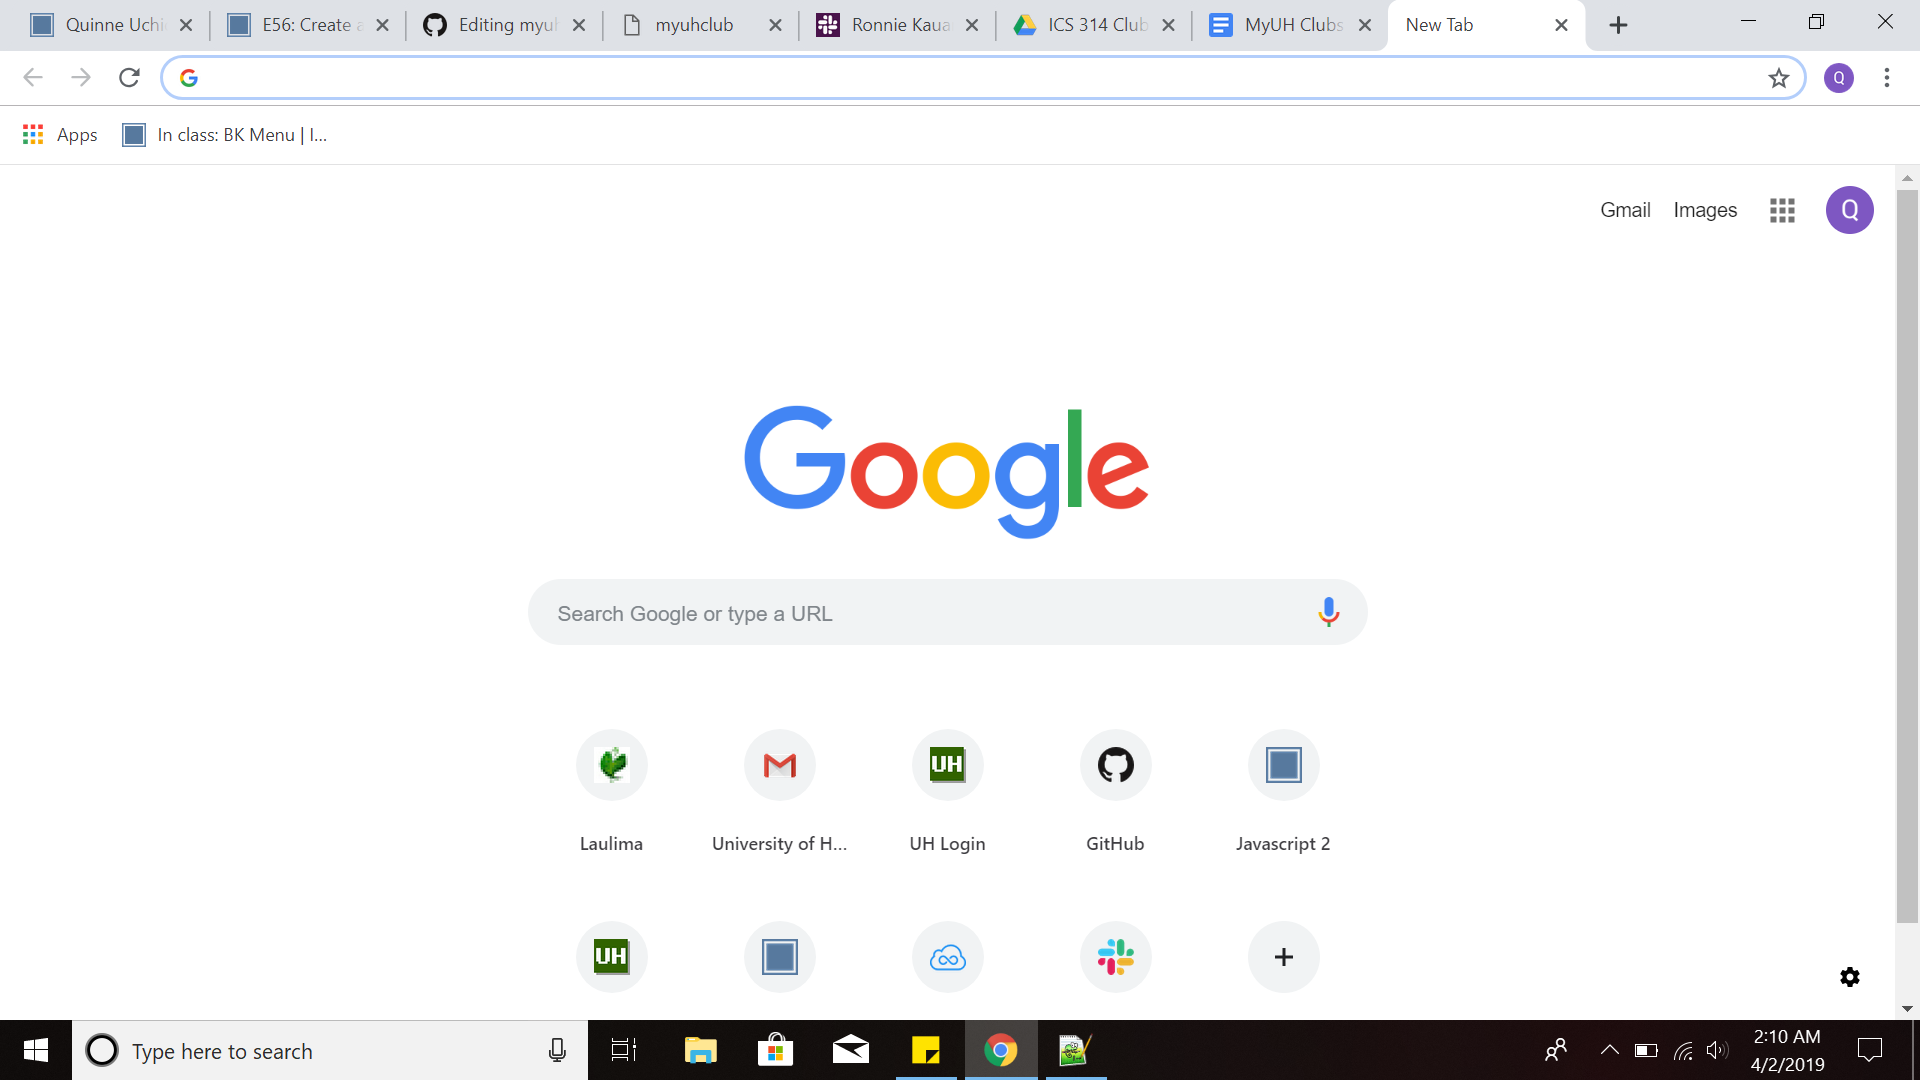 Quinne Uchi
E56: Create a
Editing myuh
myuhclub
Ronnie Kaua
ICS 314 Club
MyUH Clubs
New Tab
Q
Apps
In class: BK Menu | I...
Gmail
Images
Q
Google
Search Google or type a URL
Laulima
University of H...
UH Login
GitHub
Javascript 2
UH
UH
Type here to search
2:10 AM
4/2/2019